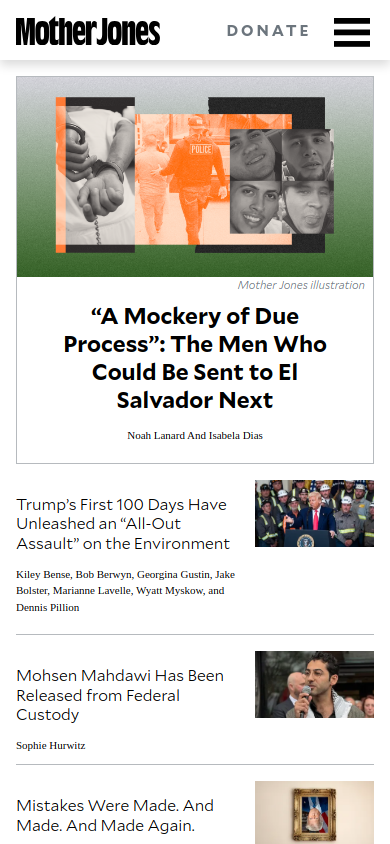 Mother Jones
DONATE
POLICE
Mother Jones illustration
“A Mockery of Due
Process”: The Men Who
Could Be Sent to El
Salvador Next
Noah Lanard And Isabela Dias
Trump’s First 100 Days Have
Unleashed an “All-Out
Assault” on the Environment
Kiley Bense, Bob Berwyn, Georgina Gustin, Jake
Bolster, Marianne Lavelle, Wyatt Myskow, and
Dennis Pillion
Mohsen Mahdawi Has Been
Released from Federal
Custody
Sophie Hurwitz
Mistakes Were Made. And
Made. And Made Again.